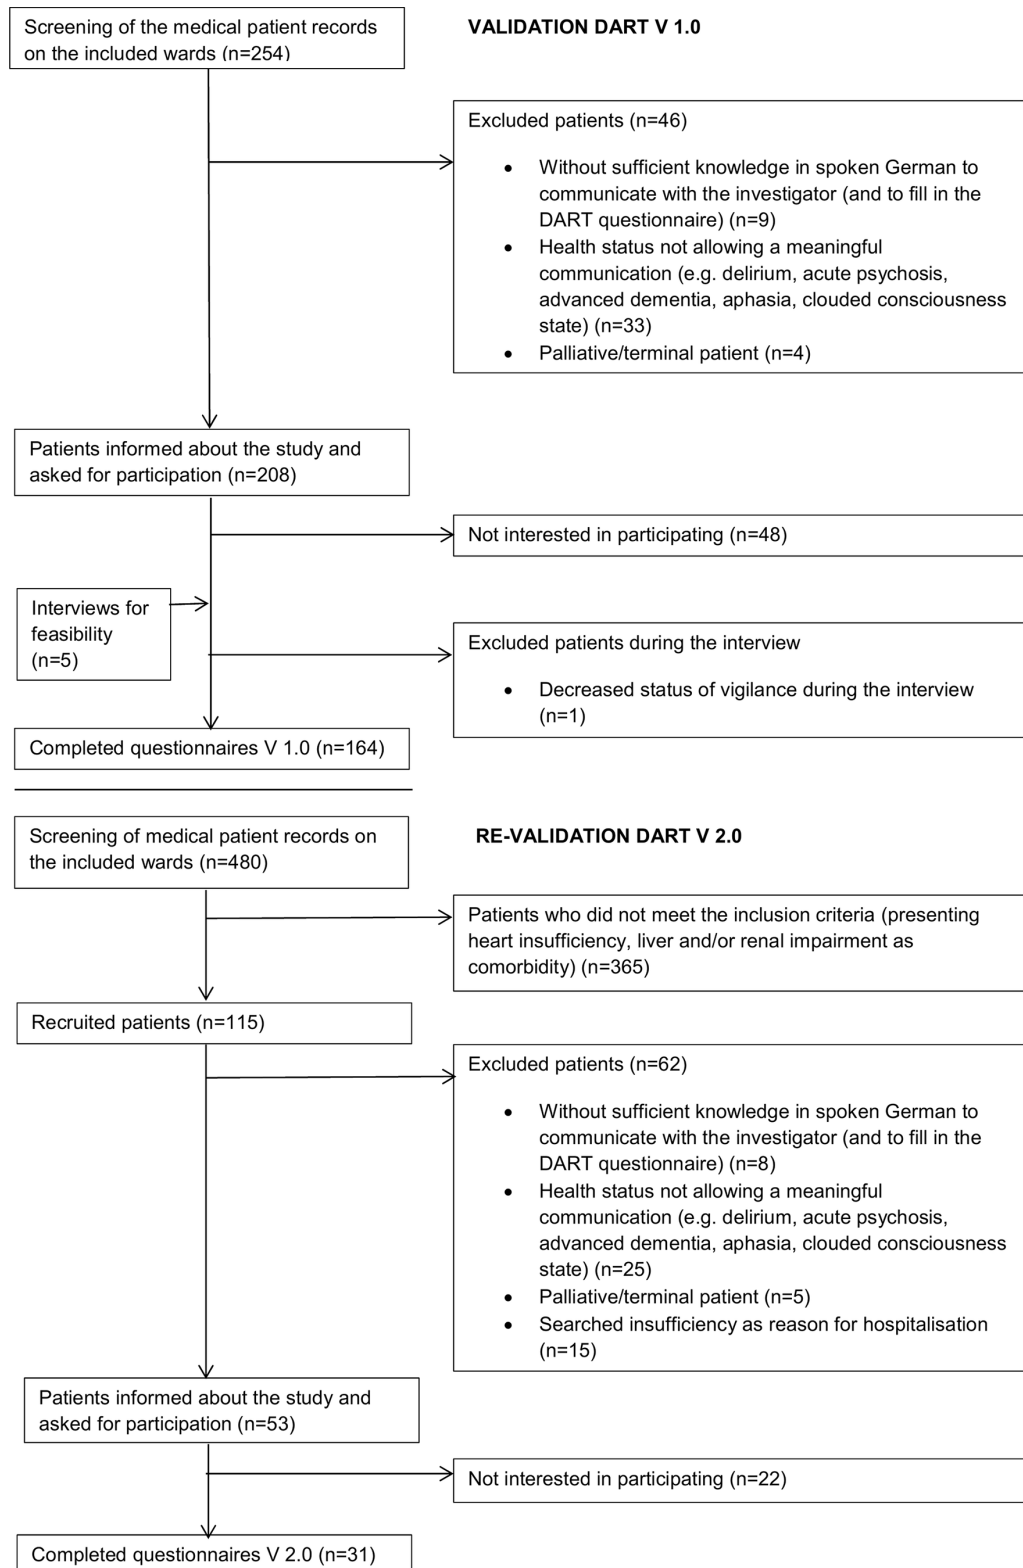 Screening of the medical patient records
on the included wards (n=254)
VALIDATION DART V 1.0
Excluded patients (n=46)
• Without sufficient knowledge in spoken German to
communicate with the investigator (and to fill in the
DART questionnaire) (n=9)
• Health status not allowing a meaningful
communication (e.g. delirium, acute psychosis,
advanced dementia, aphasia, clouded consciousness
state) (n=33)
• Palliative/terminal patient (n=4)
Patients informed about the study and
asked for participation (n=208)
Not interested in participating (n=48)
Interviews for
feasibility
(n=5)
Excluded patients during the interview
• Decreased status of vigilance during the interview
(n=1)
Completed questionnaires V 1.0 (n=164)
Screening of medical patient records on
the included wards (n=480)
RE-VALIDATION DART V 2.0
Patients who did not meet the inclusion criteria (presenting
heart insufficiency, liver and/or renal impairment as
comorbidity) (n=365)
Recruited patients (n=115)
Excluded patients (n=62)
• Without sufficient knowledge in spoken German to
communicate with the investigator (and to fill in the
DART questionnaire) (n=8)
• Health status not allowing a meaningful
communication (e.g. delirium, acute psychosis,
advanced dementia, aphasia, clouded consciousness
state) (n=25)
• Palliative/terminal patient (n=5)
• Searched insufficiency as reason for hospitalisation
(n=15)
Patients informed about the study and
asked for participation (n=53)
Not interested in participating (n=22)
Completed questionnaires V 2.0 (n=31)